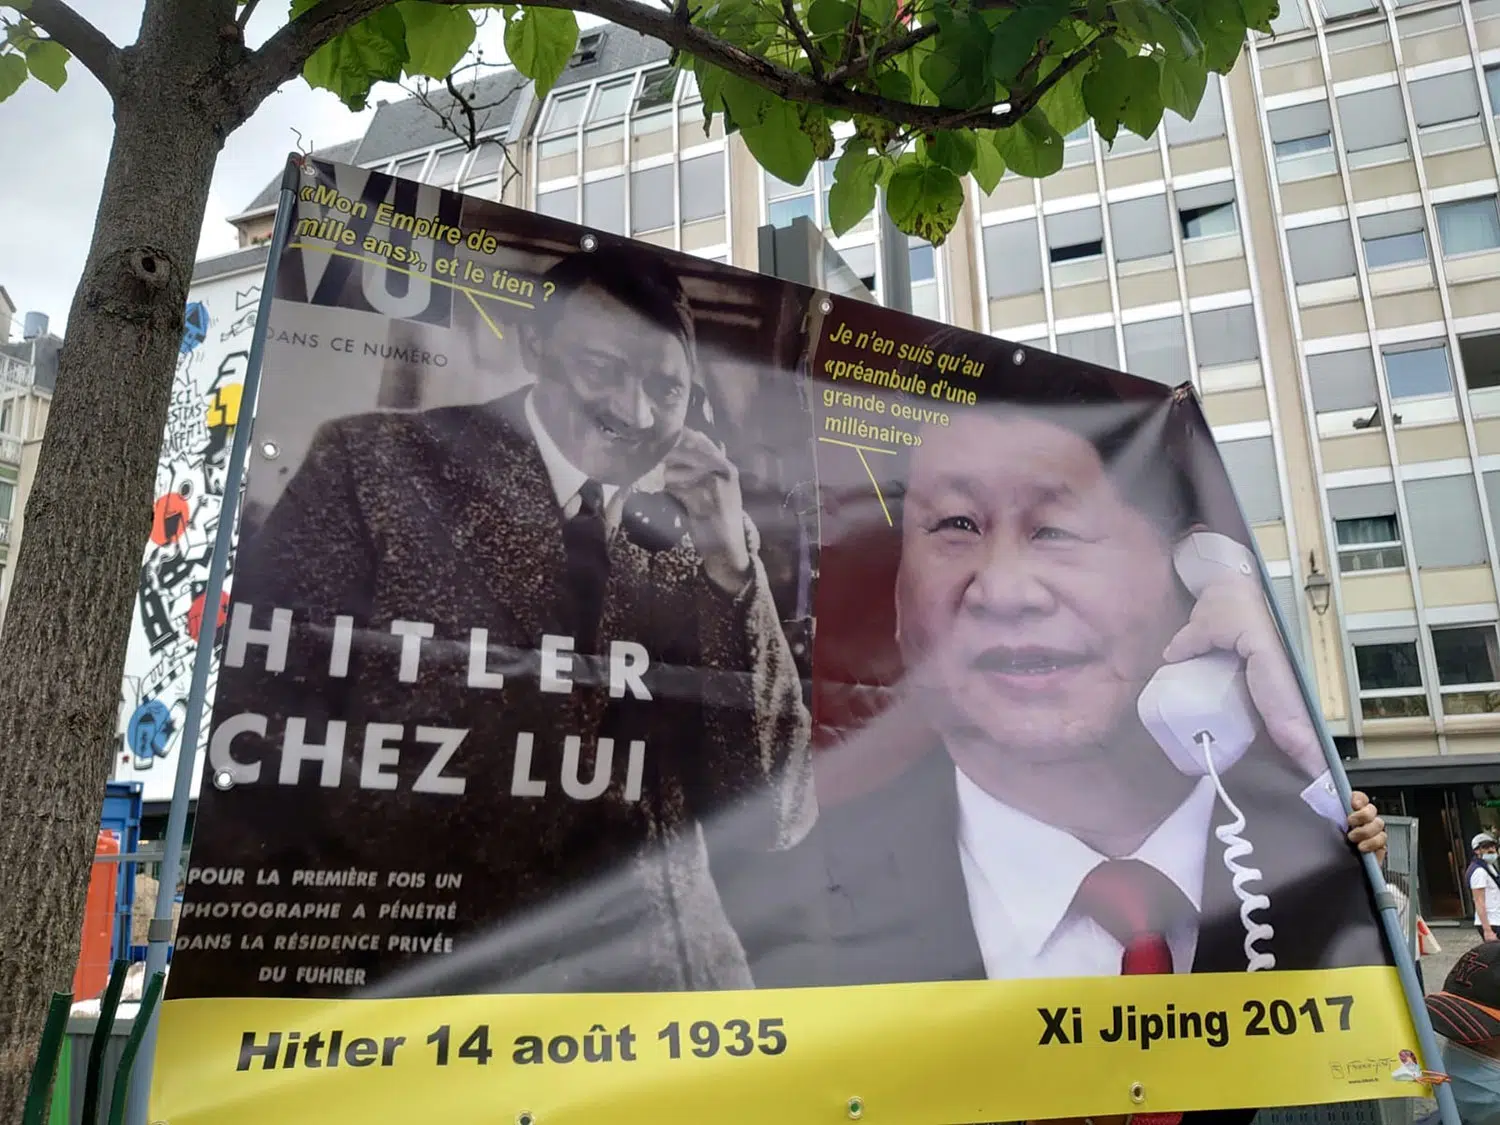 VU
«Mon Empire de
mille ans», et le tien ?
DANS CE NUMÉRO
Je n'en suis qu'au
«préambule d'une
grande oeuvre
millénaire»
HITLER
CHEZ LUI
POUR LA PREMIÈRE FOIS UN
PHOTOGRAPHE A PÉNÉTRÉ
DANS LA RÉSIDENCE PRIVÉE
DU FUHRER
Hitler 14 août 1935
Xi Jiping 2017